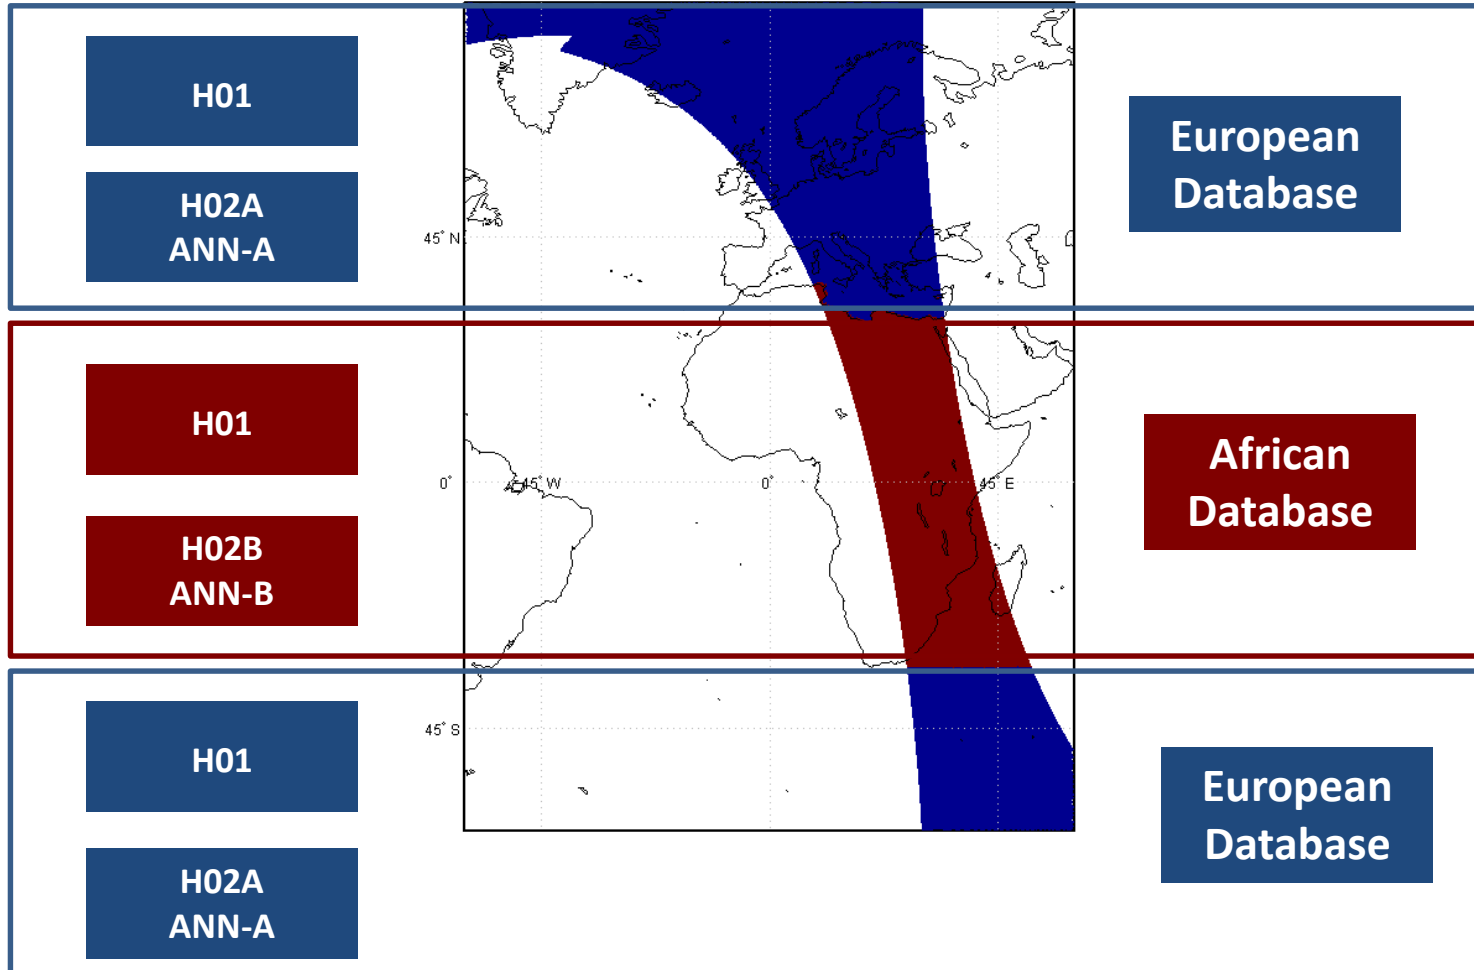 H01
H02A
ANN-A
European
Database
45° N
H01
H02B
ANN-B
African
Database
0°
45° W
0°
45° E
H01
H02A
ANN-A
45° S
European
Database